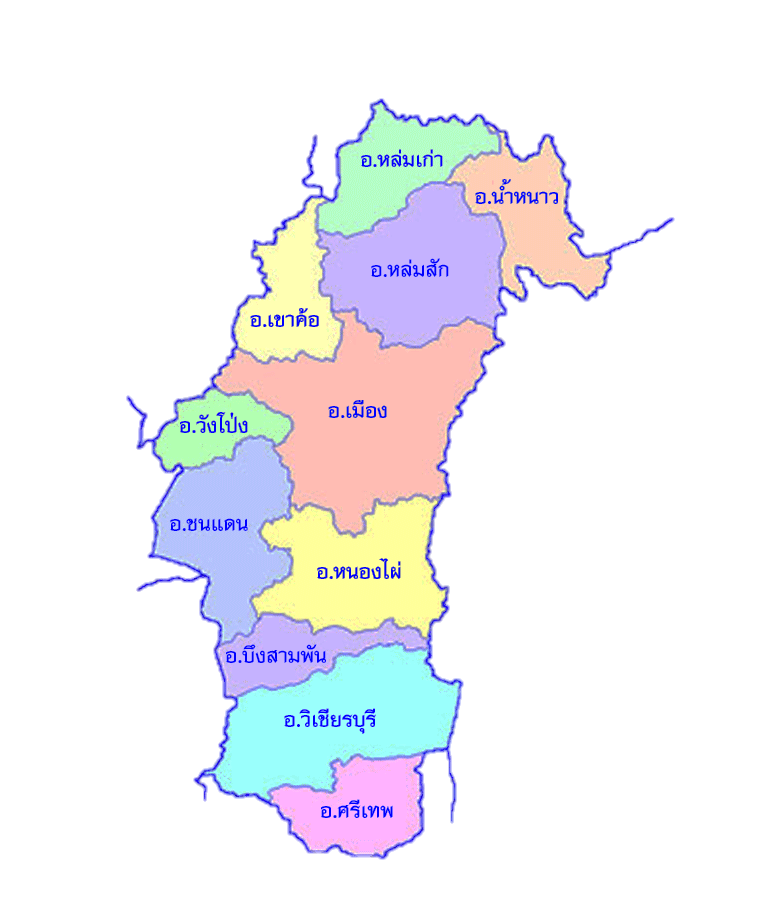 อ.หล่มเก่า
อ.น้ำหนาว
อ.หล่มสัก
อ.เขาค้อ
อ.เมือง
อ.วังโป่ง
อ.ชนแดน
อ.หนองไผ่
อ.บึงสามพัน
อ.วิเชียรบุรี
อ.ศรีเทพ